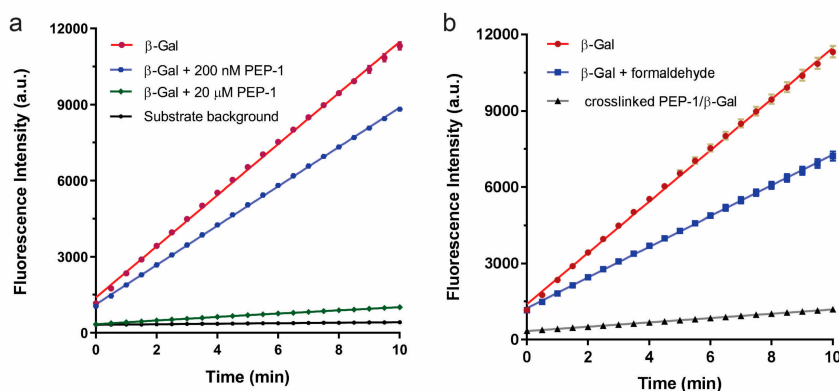 a
Fluorescence Intensity (a.u.)
12000
9000
6000
3000
0
β-Gal
β-Gal + 200 nM PEP-1
β-Gal + 20 μM PEP-1
Substrate background
0 2 4 6 8 10
Time (min)
b
Fluorescence Intensity (a.u.)
12000
9000
6000
3000
0
β-Gal
β-Gal + formaldehyde
crosslinked PEP-1/β-Gal
0 2 4 6 8 10
Time (min)